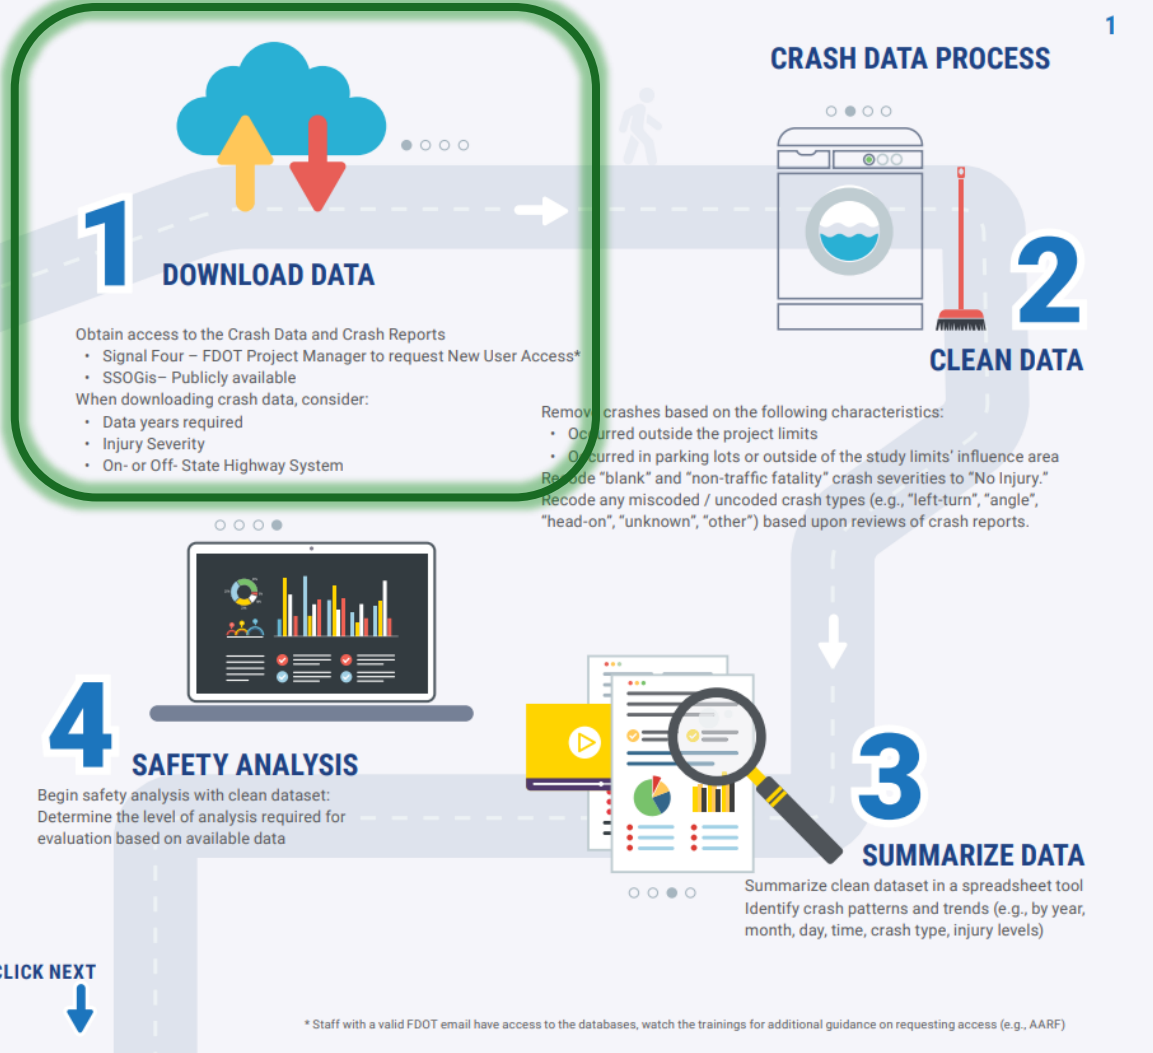 1
CRASH DATA PROCESS
1
DOWNLOAD DATA
Obtain access to the Crash Data and Crash Reports
• Signal Four – FDOT Project Manager to request New User Access*
• SSOGis– Publicly available
When downloading crash data, consider:
• Data years required
• Injury Severity
• On- or Off- State Highway System
2
CLEAN DATA
Remove crashes based on the following characteristics:
• Occurred outside the project limits
• Occurred in parking lots or outside of the study limits’ influence area
Recode “blank” and “non-traffic fatality” crash severities to “No Injury.”
Recode any miscoded / uncoded crash types (e.g., “left-turn”, “angle”,
“head-on”, “unknown”, “other”) based upon reviews of crash reports.
3
SUMMARIZE DATA
Summarize clean dataset in a spreadsheet tool
Identify crash patterns and trends (e.g., by year,
month, day, time, crash type, injury levels)
4
SAFETY ANALYSIS
Begin safety analysis with clean dataset:
Determine the level of analysis required for
evaluation based on available data
CLICK NEXT
* Staff with a valid FDOT email have access to the databases, watch the trainings for additional guidance on requesting access (e.g., AARF)